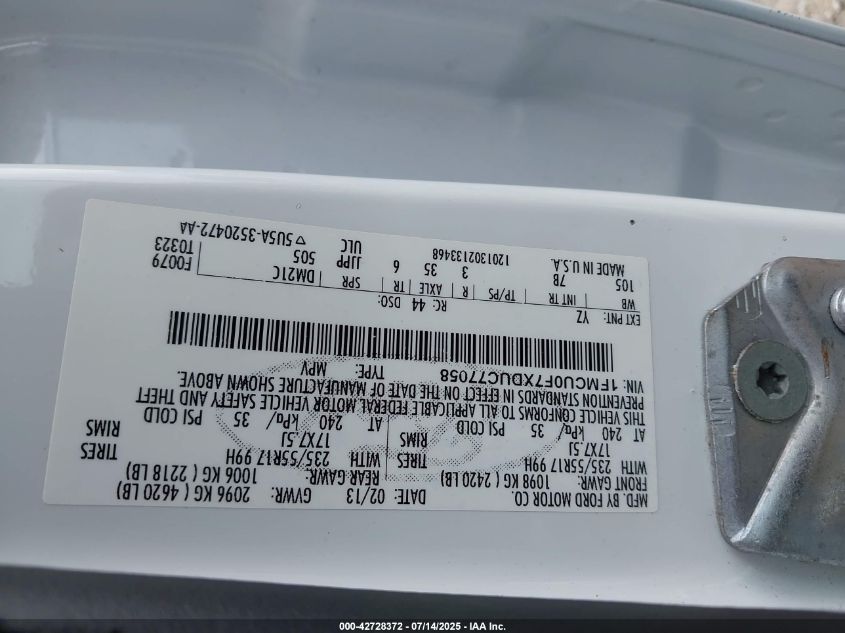 MFD. BY FORD MOTOR CO.
DATE: 02/13 GVWR: 2096 KG ( 4620 LB)
FRONT GAWR: 1098 KG ( 2420 LB) REAR GAWR: 1006 KG ( 2218 LB)
WITH 235/55R17 99H TIRES WITH 235/55R17 99H TIRES
17X7.5J RIMS 17X7.5J RIMS
AT 240 kPa/ 35 PSI COLD AT 240 kPa/ 35 PSI COLD
THIS VEHICLE CONFORMS TO ALL APPLICABLE FEDERAL MOTOR VEHICLE SAFETY AND THEFT
PREVENTION STANDARDS IN EFFECT ON THE DATE OF MANUFACTURE SHOWN ABOVE.
VIN: 1FMCU0F7XDUC77058 TYPE: MPV
EXT PNT: YZ RC: 44 DSO:
WB INT TR TP/PS R AXLE TR SPR DM21C F0079
105 7B 3 35 6 JJPP 505 T0323
MADE IN U.S.A. 1201302133468 ULC
▽ 5U5A-3520472-AA
000-42728372 / 07/14/2025 - IAA Inc.